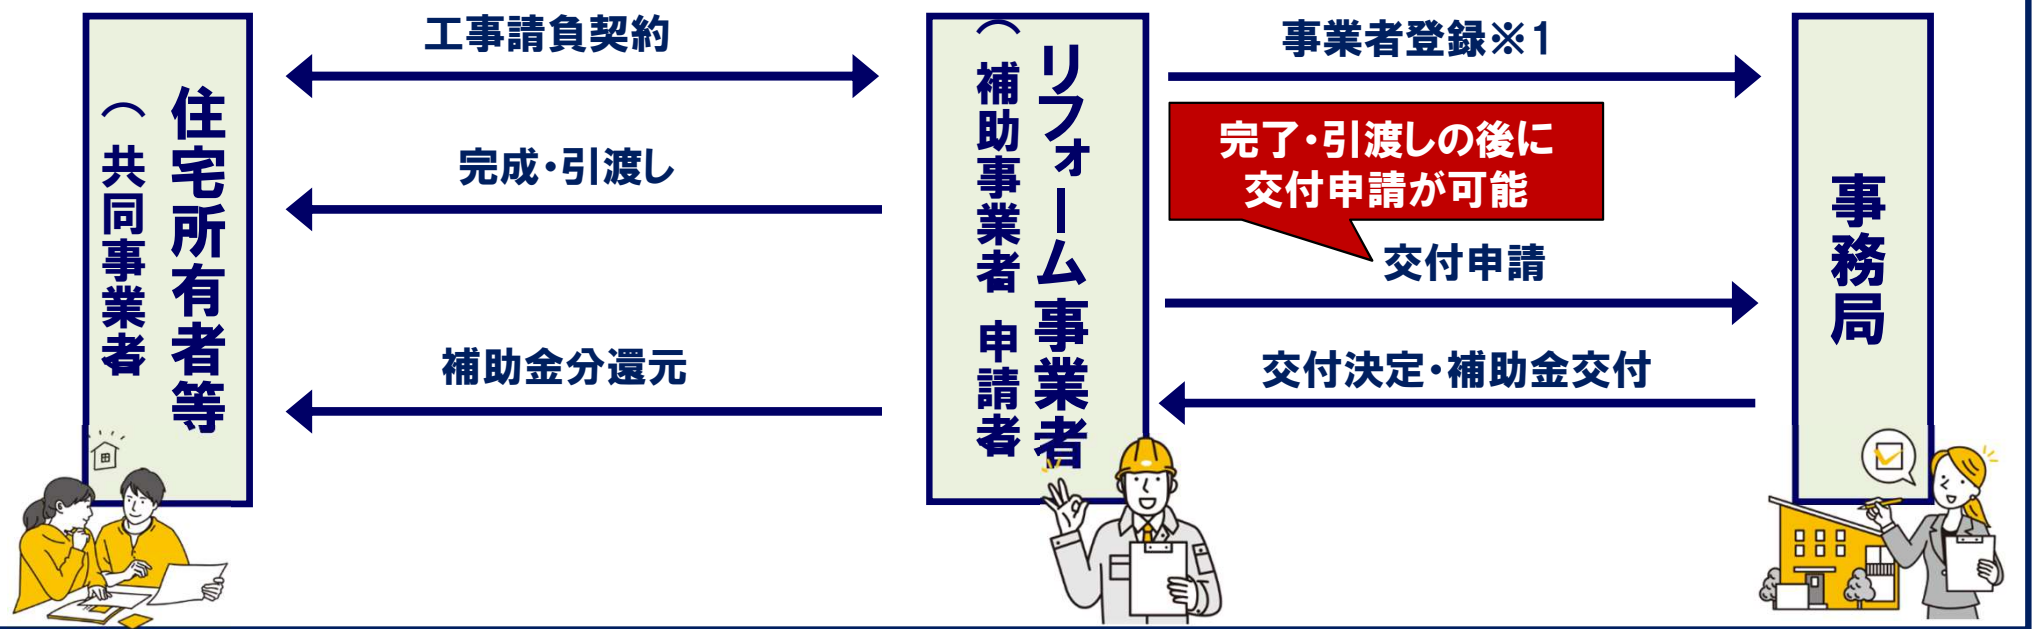 住宅所有者等
（共同事業者
工事請負契約
完成・引渡し
補助金分還元
リフォーム事業者
（補助事業者 申請者
事業者登録※1
完了・引渡しの後に
交付申請が可能
交付申請
交付決定・補助金交付
事務局